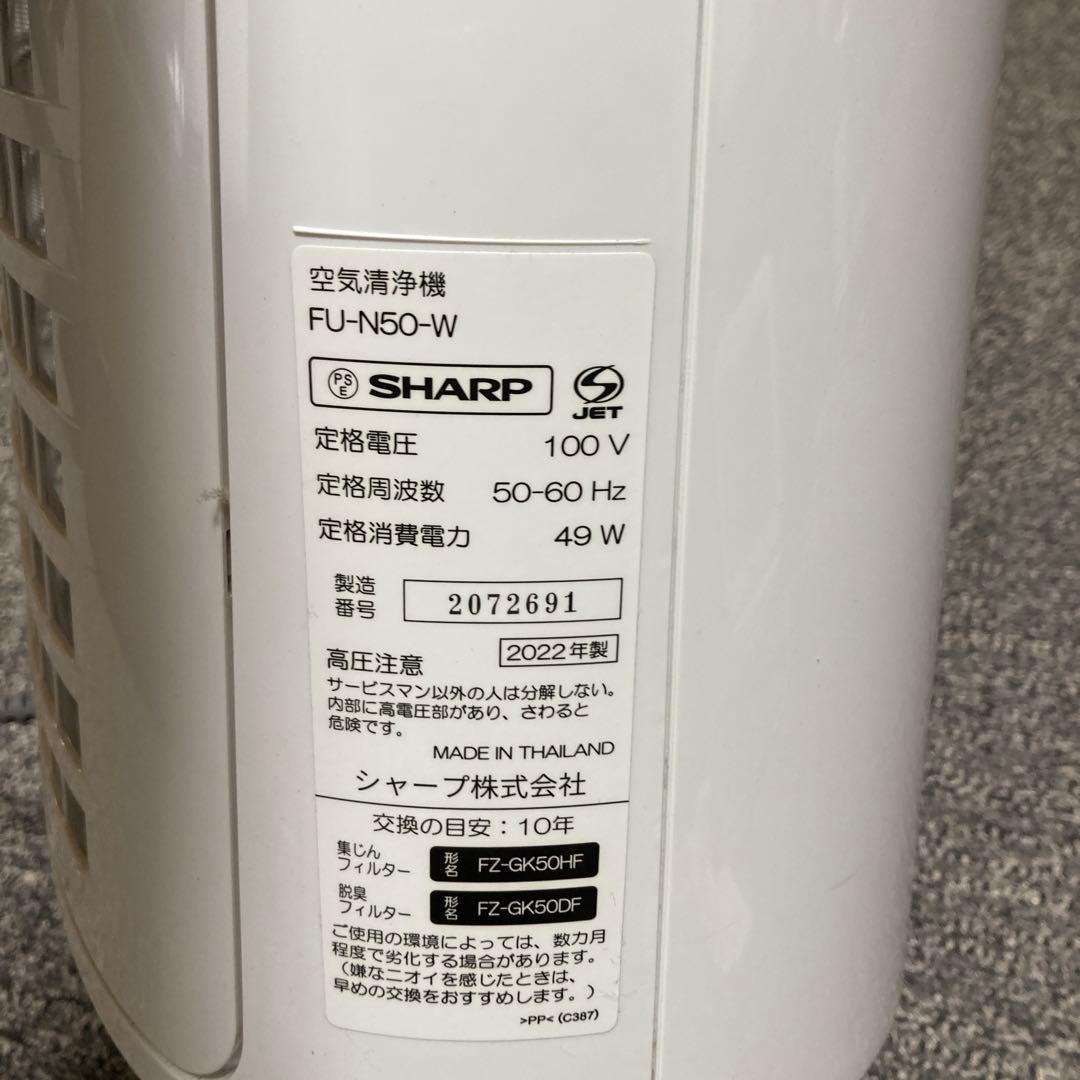 空気清浄機
FU-N50-W
PS E SHARP JET
定格電圧 100 V
定格周波数 50-60 Hz
定格消費電力 49 W
製造番号 2072691
2022年製
高圧注意
サービスマン以外の人は分解しない。
内部に高電圧部があり、さわると
危険です。
MADE IN THAILAND
シャープ株式会社
交換の目安：10年
集じんフィルター 形名 FZ-GK50HF
脱臭フィルター 形名 FZ-GK50DF
ご使用の環境によっては、数カ月
程度で劣化する場合があります。
（嫌なニオイを感じたときは、
早めの交換をおすすめします。）
>PP< (C387)